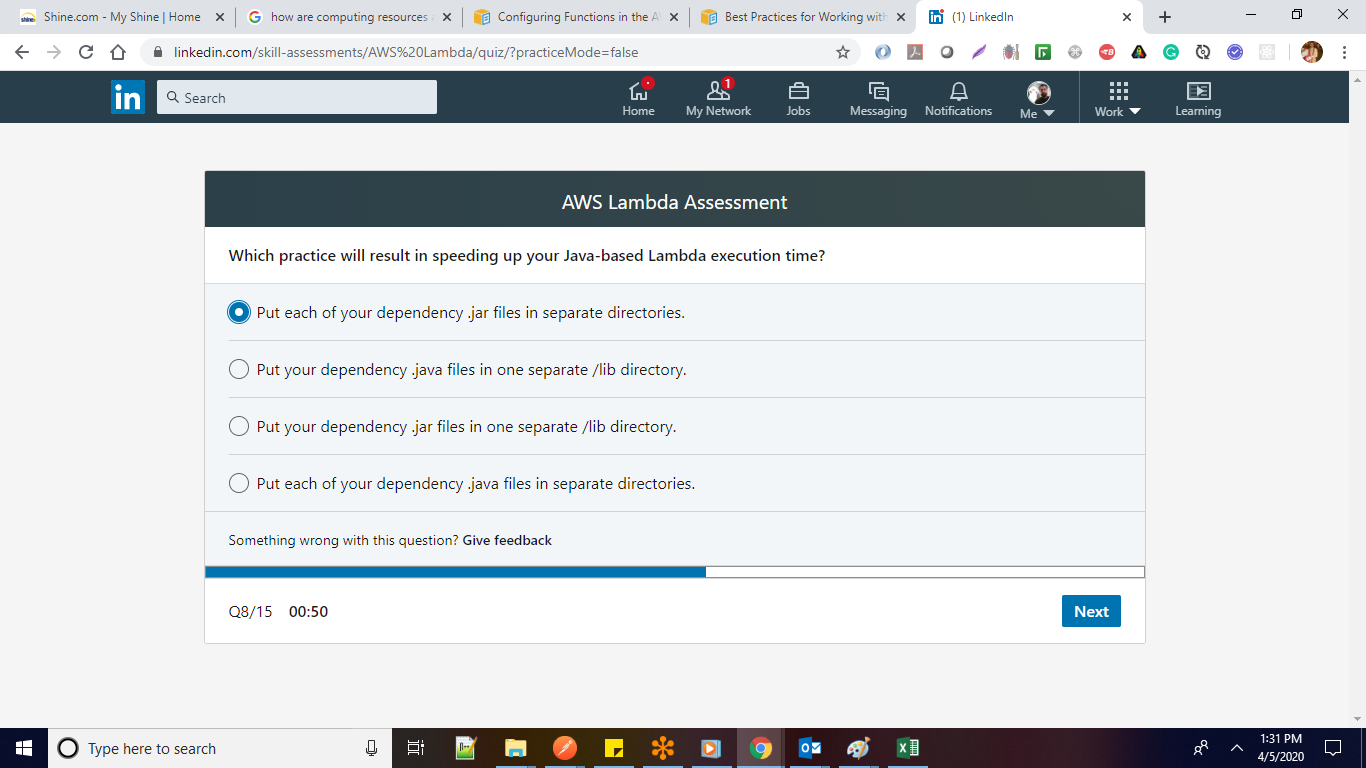 Shine.com - My Shine | Home
how are computing resources
Configuring Functions in the A
Best Practices for Working with
(1) LinkedIn
linkedin.com/skill-assessments/AWS%20Lambda/quiz/?practiceMode=false
in
Search
Home
1
My Network
Jobs
Messaging
Notifications
Me
Work
Learning
AWS Lambda Assessment
Which practice will result in speeding up your Java-based Lambda execution time?
Put each of your dependency .jar files in separate directories.
Put your dependency .java files in one separate /lib directory.
Put your dependency .jar files in one separate /lib directory.
Put each of your dependency .java files in separate directories.
Something wrong with this question? Give feedback
Q8/15 00:50
Next
Type here to search
1:31 PM
4/5/2020